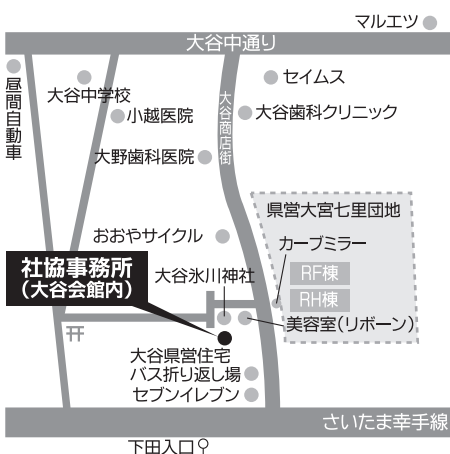 マルエツ
大谷中通り
セイムス
昼間自動車
大谷中学校
小越医院
大谷商店街
大谷歯科クリニック
大野歯科医院
県営大宮七里団地
おおやサイクル
カーブミラー
社協事務所
(大谷会館内)
大谷氷川神社
RF棟
RH棟
美容室(リボーン)
大谷県営住宅
バス折り返し場
セブンイレブン
さいたま幸手線
下田入口